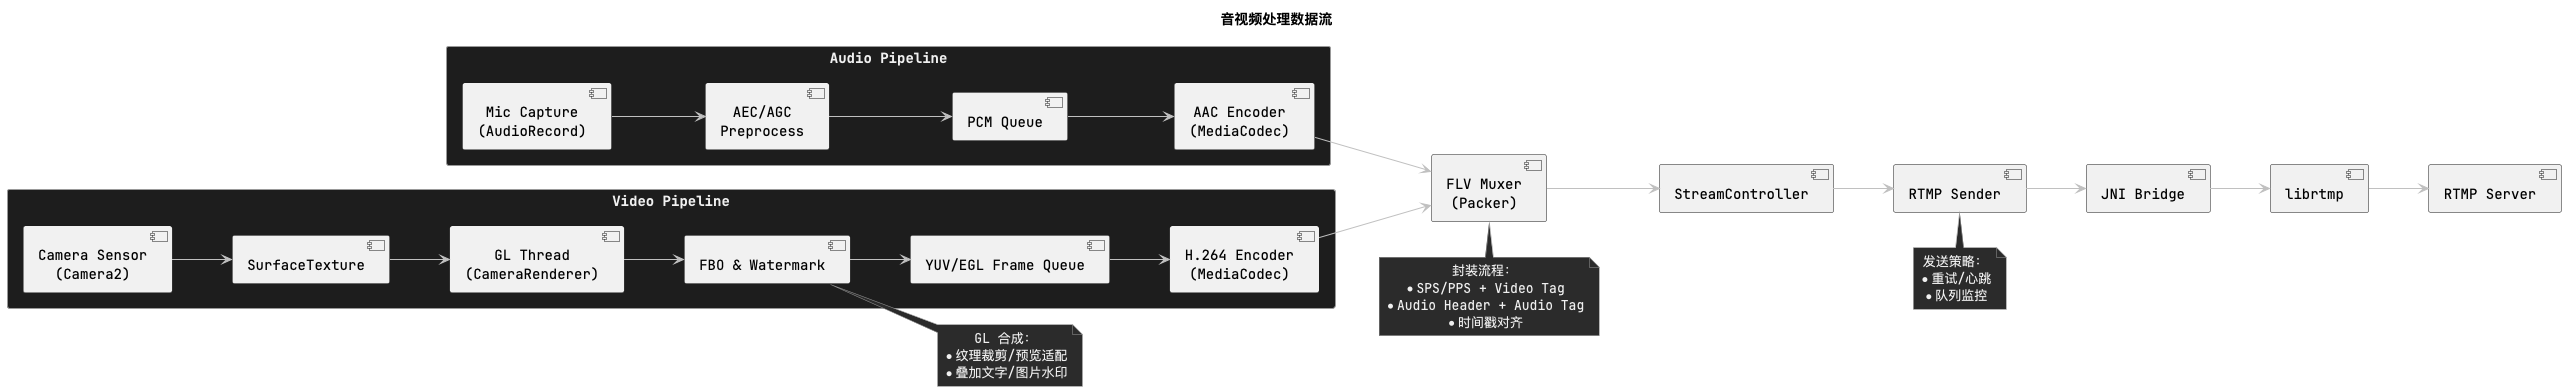 音视频处理数据流
Audio Pipeline
Mic Capture
(AudioRecord)
AEC/AGC
Preprocess
PCM Queue
AAC Encoder
(MediaCodec)
Video Pipeline
Camera Sensor
(Camera2)
SurfaceTexture
GL Thread
(CameraRenderer)
FBO & Watermark
YUV/EGL Frame Queue
H.264 Encoder
(MediaCodec)
GL 合成:
• 纹理裁剪/预览适配
• 叠加文字/图片水印
FLV Muxer
(Packer)
封装流程:
• SPS/PPS + Video Tag
• Audio Header + Audio Tag
• 时间戳对齐
StreamController
RTMP Sender
发送策略:
• 重试/心跳
• 队列监控
JNI Bridge
librtmp
RTMP Server